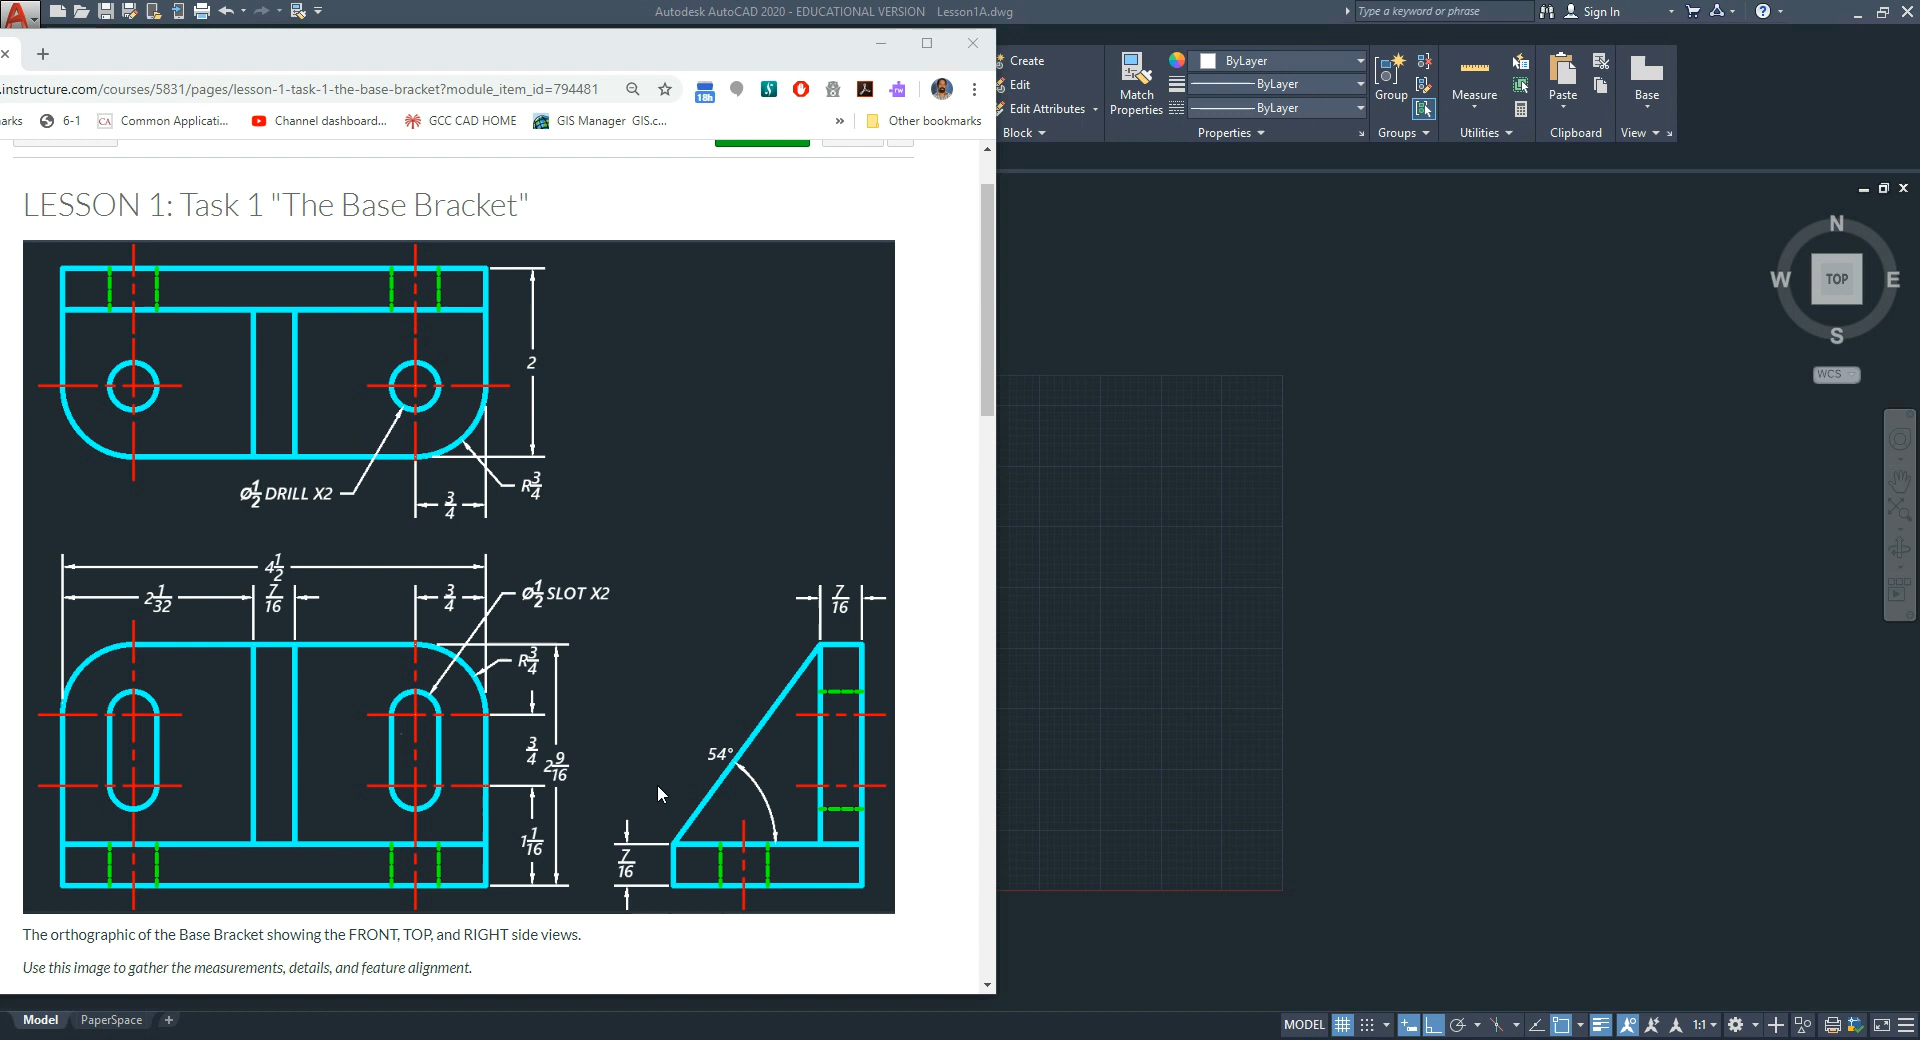 Autodesk AutoCAD 2020 - EDUCATIONAL VERSION Lesson1A.dwg
Type a keyword or phrase
Sign In
.instructure.com/courses/5831/pages/lesson-1-task-1-the-base-bracket?module_item_id=794481
18h
arks 6-1 Common Applicati... Channel dashboard... GCC CAD HOME GIS Manager GIS.c... » Other bookmarks
Create
Edit
Edit Attributes
Block
Match
Properties
ByLayer
ByLayer
ByLayer
Properties
Group
Groups
Measure
Utilities
Paste
Clipboard
Base
View
LESSON 1: Task 1 "The Base Bracket"
2
Ø1/2 DRILL X2
R3/4
3/4
4 1/2
2 1/32
7/16
3/4
Ø1/2 SLOT X2
R3/4
3/4
2 9/16
1 1/16
7/16
54°
7/16
The orthographic of the Base Bracket showing the FRONT, TOP, and RIGHT side views.
Use this image to gather the measurements, details, and feature alignment.
N
W
TOP
E
S
WCS
Model PaperSpace +
MODEL
1:1